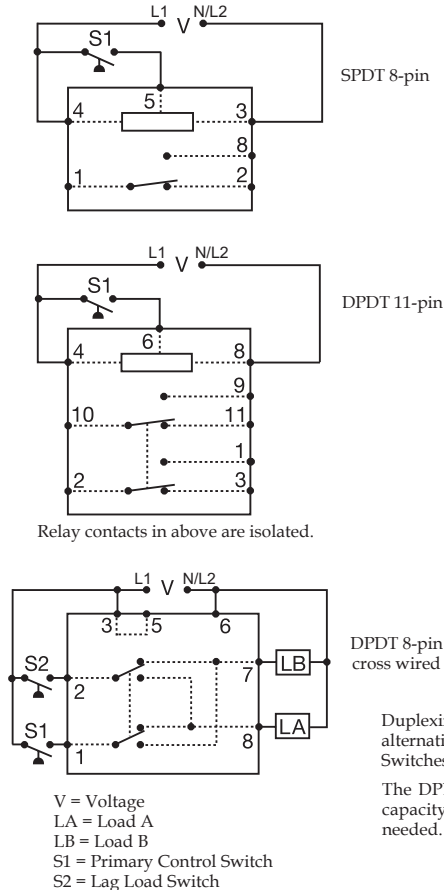 L1 V N/L2
S1
SPDT 8-pin
5
4 3
8
1 2
L1 V N/L2
S1
DPDT 11-pin
6
4 8
9
10 11
1
2 3
Relay contacts in above are isolated.
L1 V N/L2
3 5 6
DPDT 8-pin
cross wired
S2
2 7 LB
S1
1 8 LA
V = Voltage
LA = Load A
LB = Load B
S1 = Primary Control Switch
S2 = Lag Load Switch
alternati
Switches
The DP
capacity
needed.